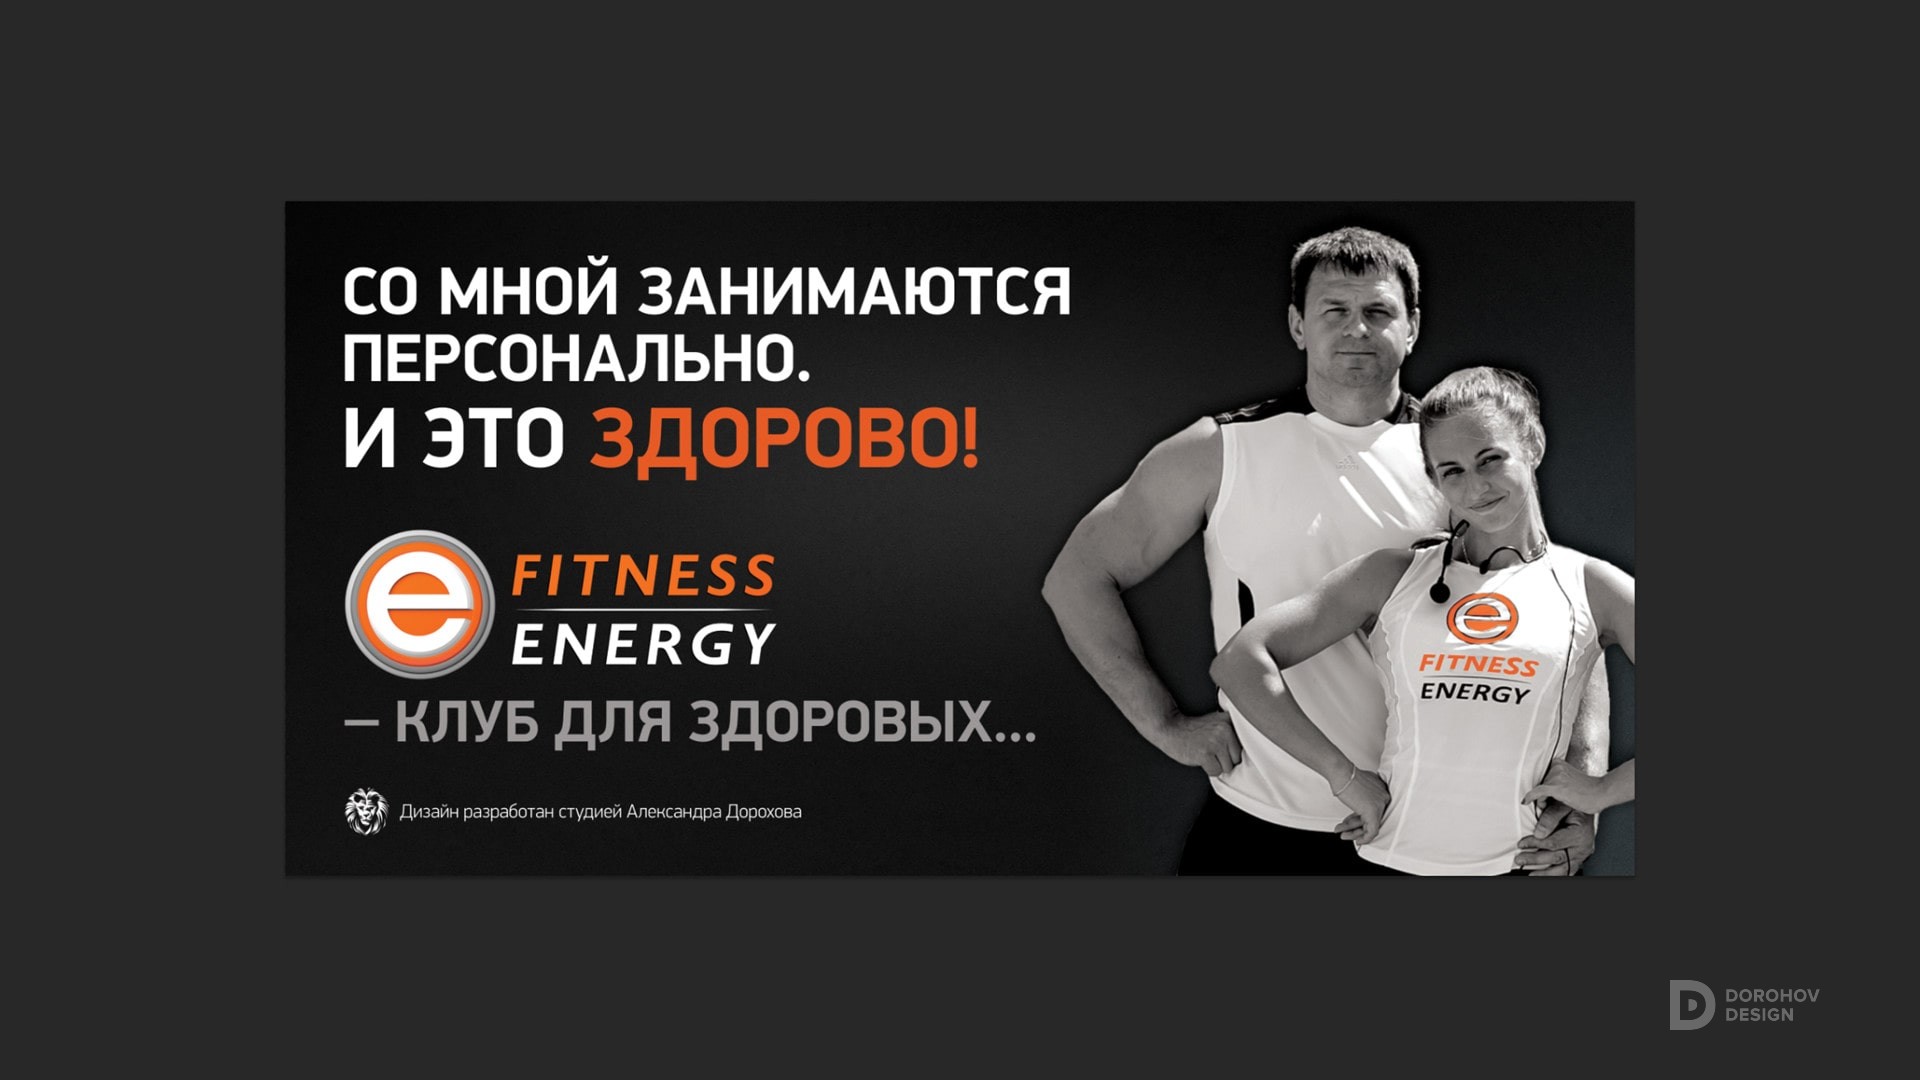 СО МНОЙ ЗАНИМАЮТСЯ
ПЕРСОНАЛЬНО.
И ЭТО ЗДОРОВО!
e
FITNESS
ENERGY
– КЛУБ ДЛЯ ЗДОРОВЫХ...
Дизайн разработан студией Александра Дорохова
e
FITNESS
ENERGY
DOROHOV
DESIGN